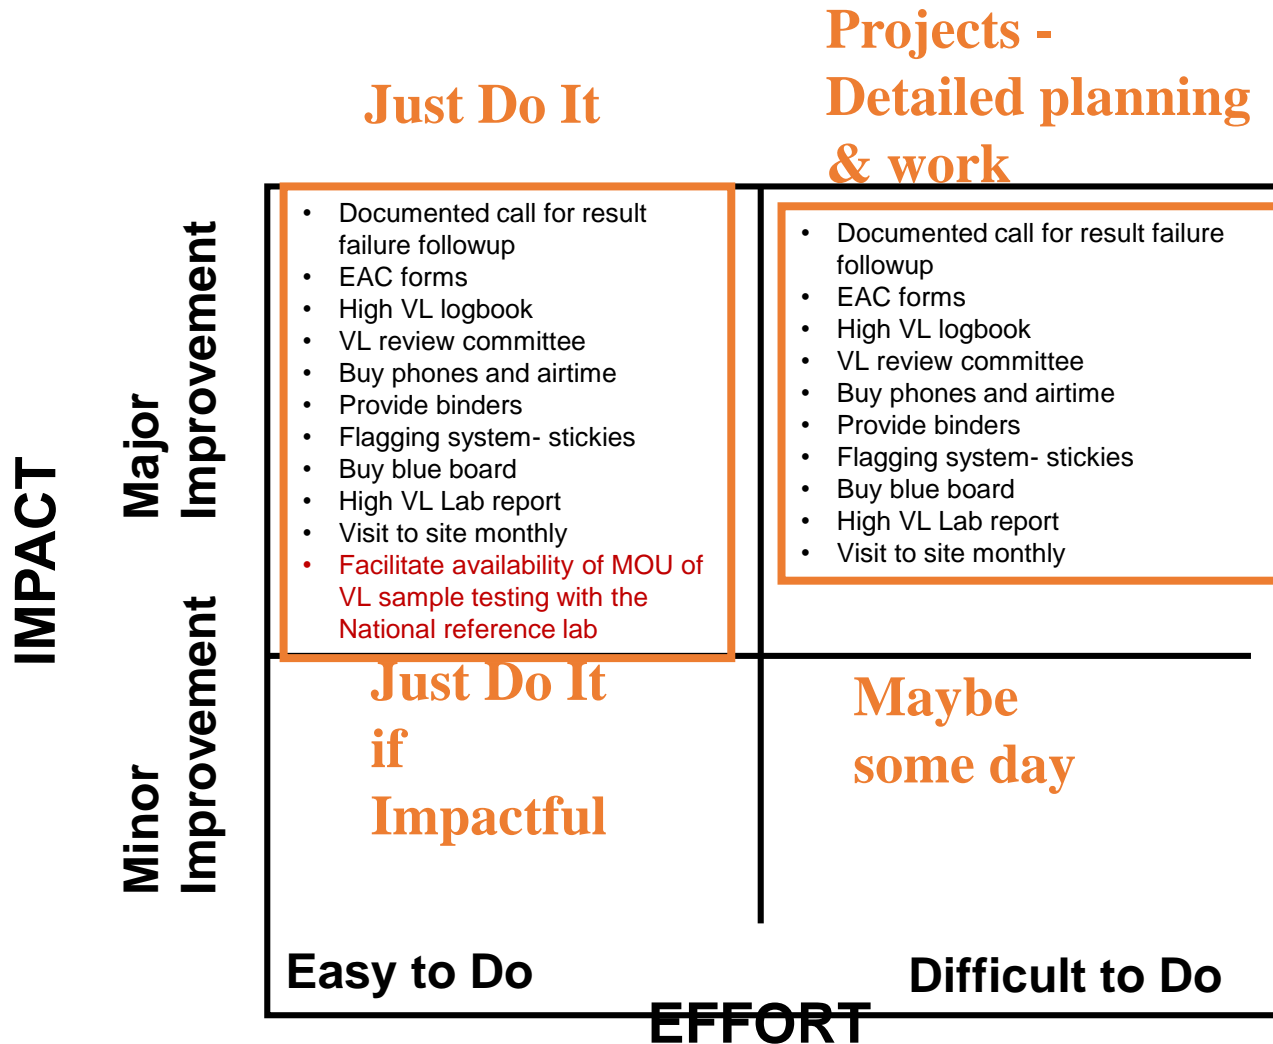 Projects -
Detailed planning
& work
Just Do It
IMPACT
Major
Improvement
Minor
Improvement
• Documented call for result
failure followup
• EAC forms
• High VL logbook
• VL review committee
• Buy phones and airtime
• Provide binders
• Flagging system- stickies
• Buy blue board
• High VL Lab report
• Visit to site monthly
• Facilitate availability of MOU of
VL sample testing with the
National reference lab
• Documented call for result failure
followup
• EAC forms
• High VL logbook
• VL review committee
• Buy phones and airtime
• Provide binders
• Flagging system- stickies
• Buy blue board
• High VL Lab report
• Visit to site monthly
Just Do It
if
Impactful
Maybe
some day
Easy to Do
Difficult to Do
EFFORT